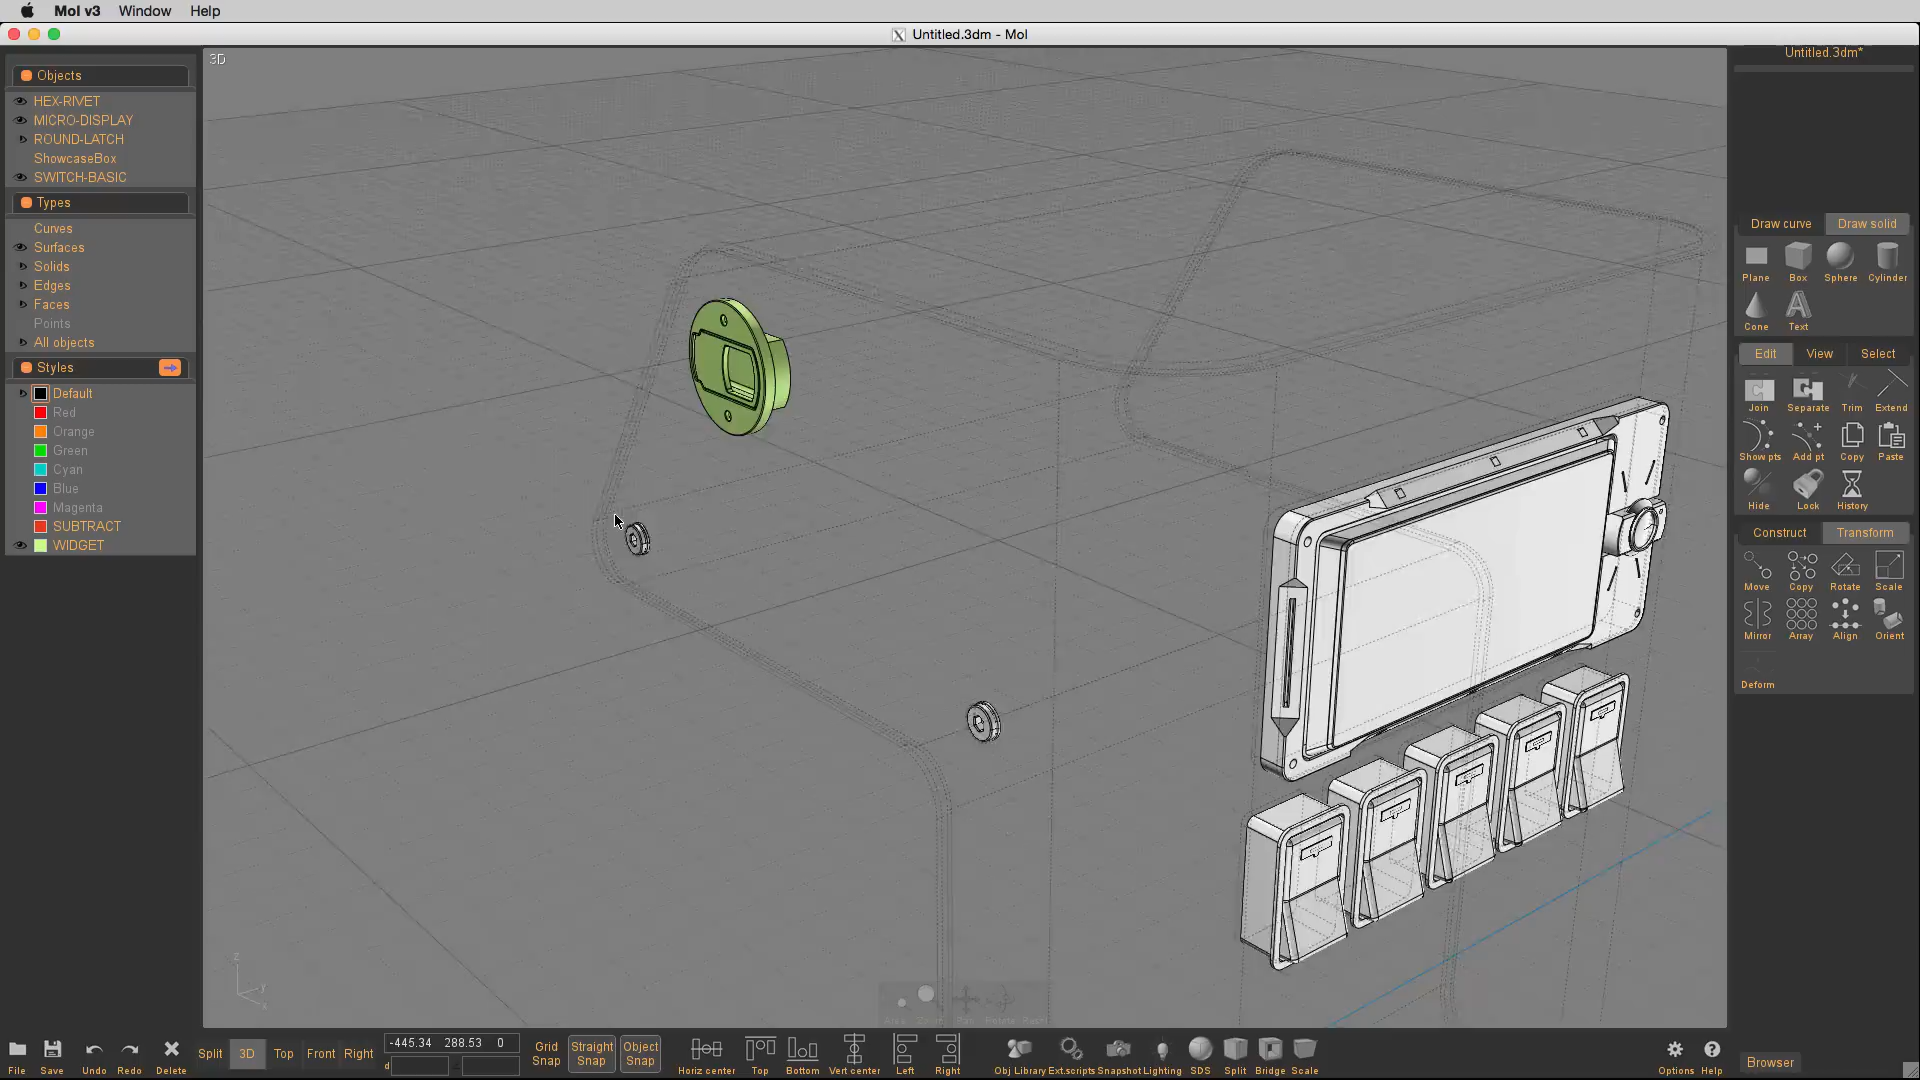 MoI v3 Window Help
Untitled.3dm - MoI
Untitled.3dm*
3D
Objects
HEX-RIVET
MICRO-DISPLAY
ROUND-LATCH
ShowcaseBox
SWITCH-BASIC
Types
Curves
Surfaces
Solids
Edges
Faces
Points
All objects
Styles
Default
Red
Orange
Green
Cyan
Blue
Magenta
SUBTRACT
WIDGET
Draw curve Draw solid
Plane Box Sphere Cylinder
Cone Text
Edit View Select
Join Separate Trim Extend
Show pts Add pt Copy Paste
Hide Lock History
Construct Transform
Move Copy Rotate Scale
Mirror Array Align Orient
Deform
z
y
x
Area Zoom Pan Rotate Reset
File Save Undo Redo Delete
Split 3D Top Front Right
-445.34 288.53 0
d
Grid Snap
Straight Snap
Object Snap
Horiz center Top Bottom Vert center Left Right
Obj Library Ext.scripts Snapshot Lighting SDS Split Bridge Scale
Options Help
Browser